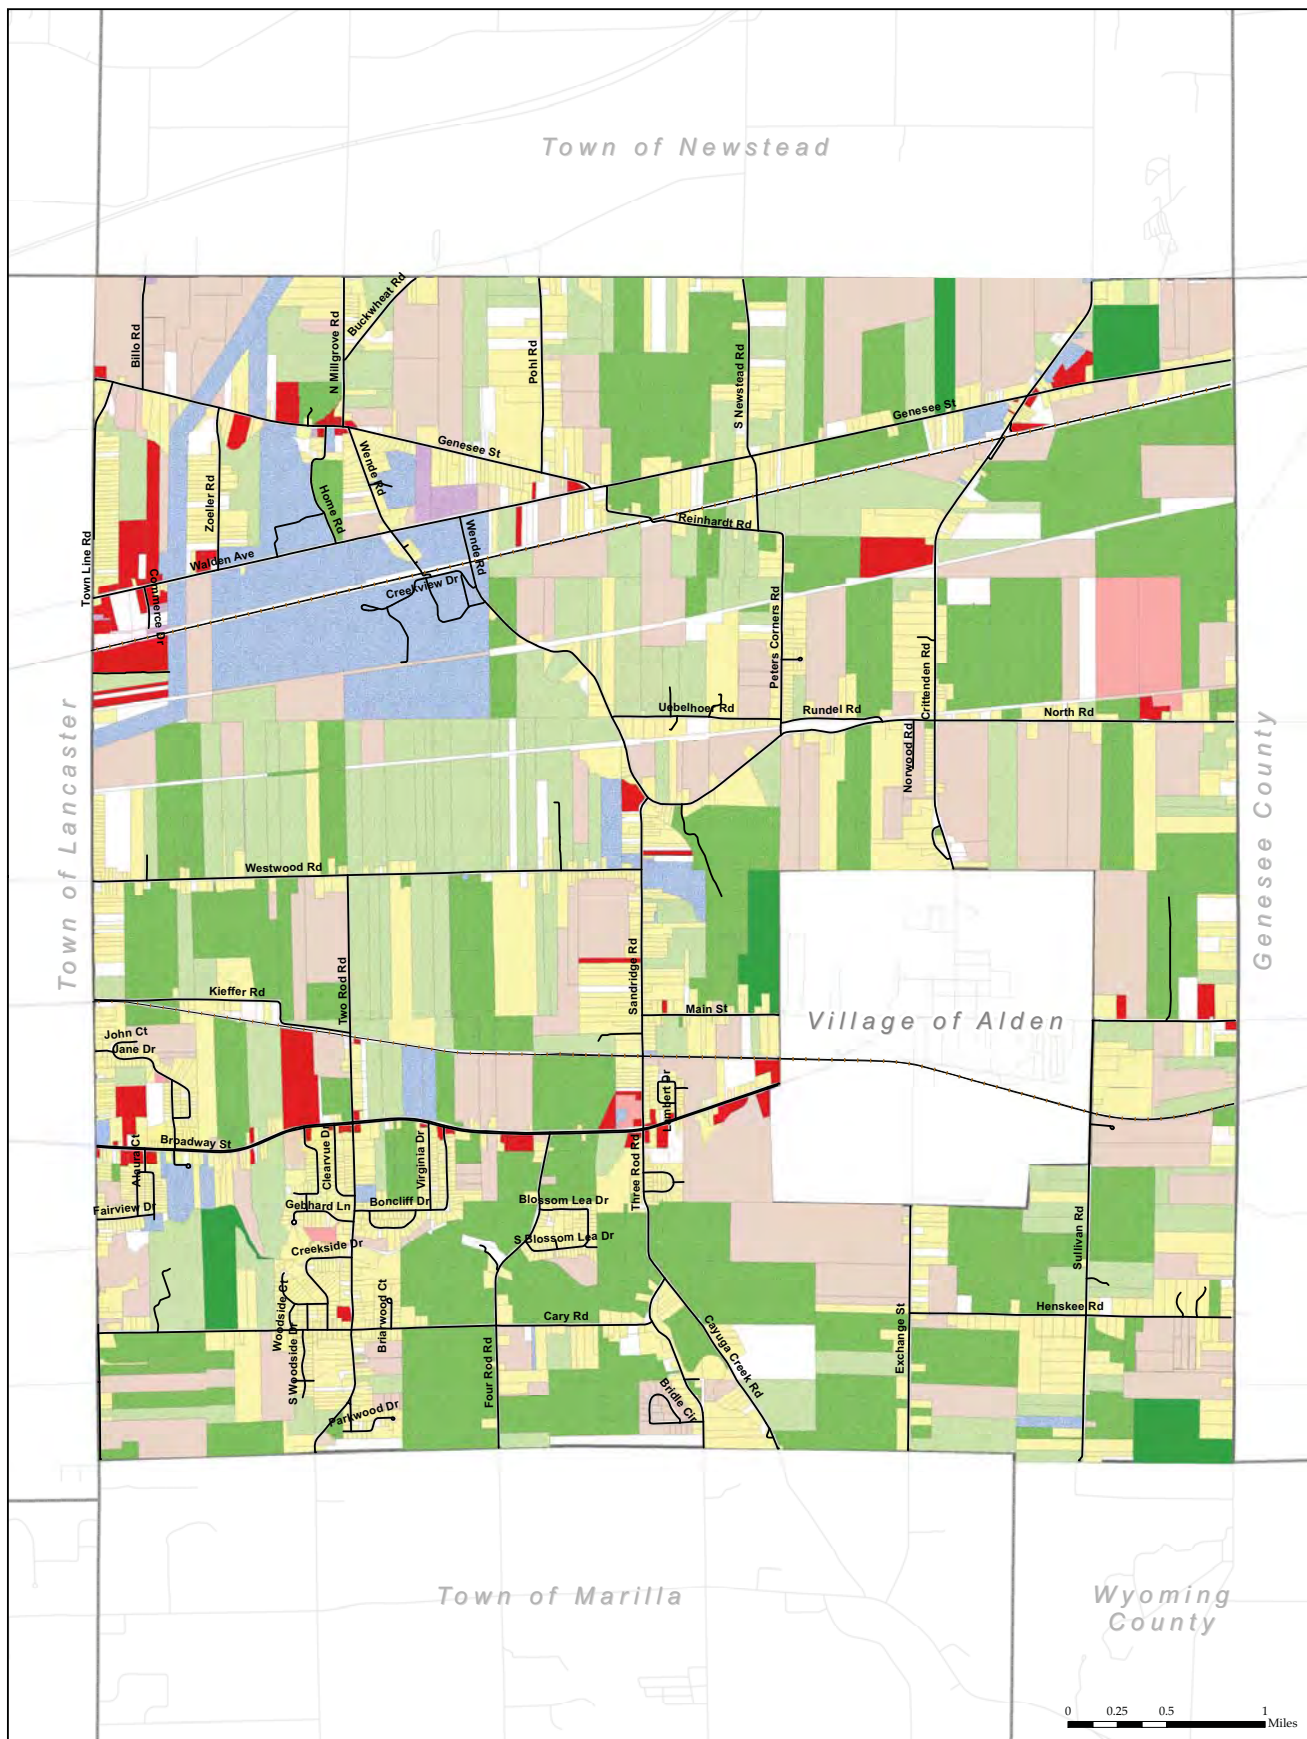 Town of Newstead
Billo Rd
N Millgrove Rd
Buckwheat Rd
Pohl Rd
S Newstead Rd
Genesee St
Genesee St
Wende Rd
Home Rd
Zoeller Rd
Town Line Rd
Walden Ave
Commerce Dr
Wende Rd
Creekview Dr
Reinhardt Rd
Peters Corners Rd
Crittenden Rd
Uebelhoer Rd
Rundel Rd
North Rd
Norwood Rd
Town of Lancaster
Genesee County
Westwood Rd
Two Rod Rd
Sandridge Rd
Kieffer Rd
Main St
Village of Alden
John Ct
Jane Dr
Lambert Dr
Broadway St
Alaura Ct
Clearvue Dr
Virginia Dr
Three Rod Rd
Fairview Dr
Gebhard Ln
Boncliff Dr
Blossom Lea Dr
S Blossom Lea Dr
Creekside Dr
Sullivan Rd
Woodside Ct
Briarwood Ct
Cary Rd
Henskee Rd
Exchange St
Cayuga Creek Rd
S Woodside Dr
Four Rod Rd
Bridle Cir
Parkwood Dr
Town of Marilla
Wyoming
County
0 0.25 0.5 1
Miles